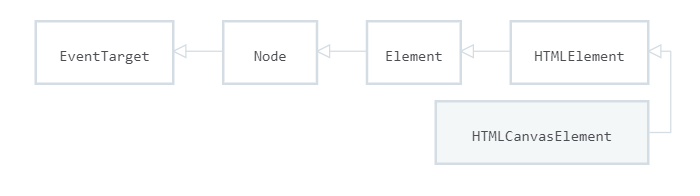 EventTarget
Node
Element
HTMLElement
HTMLCanvasElement